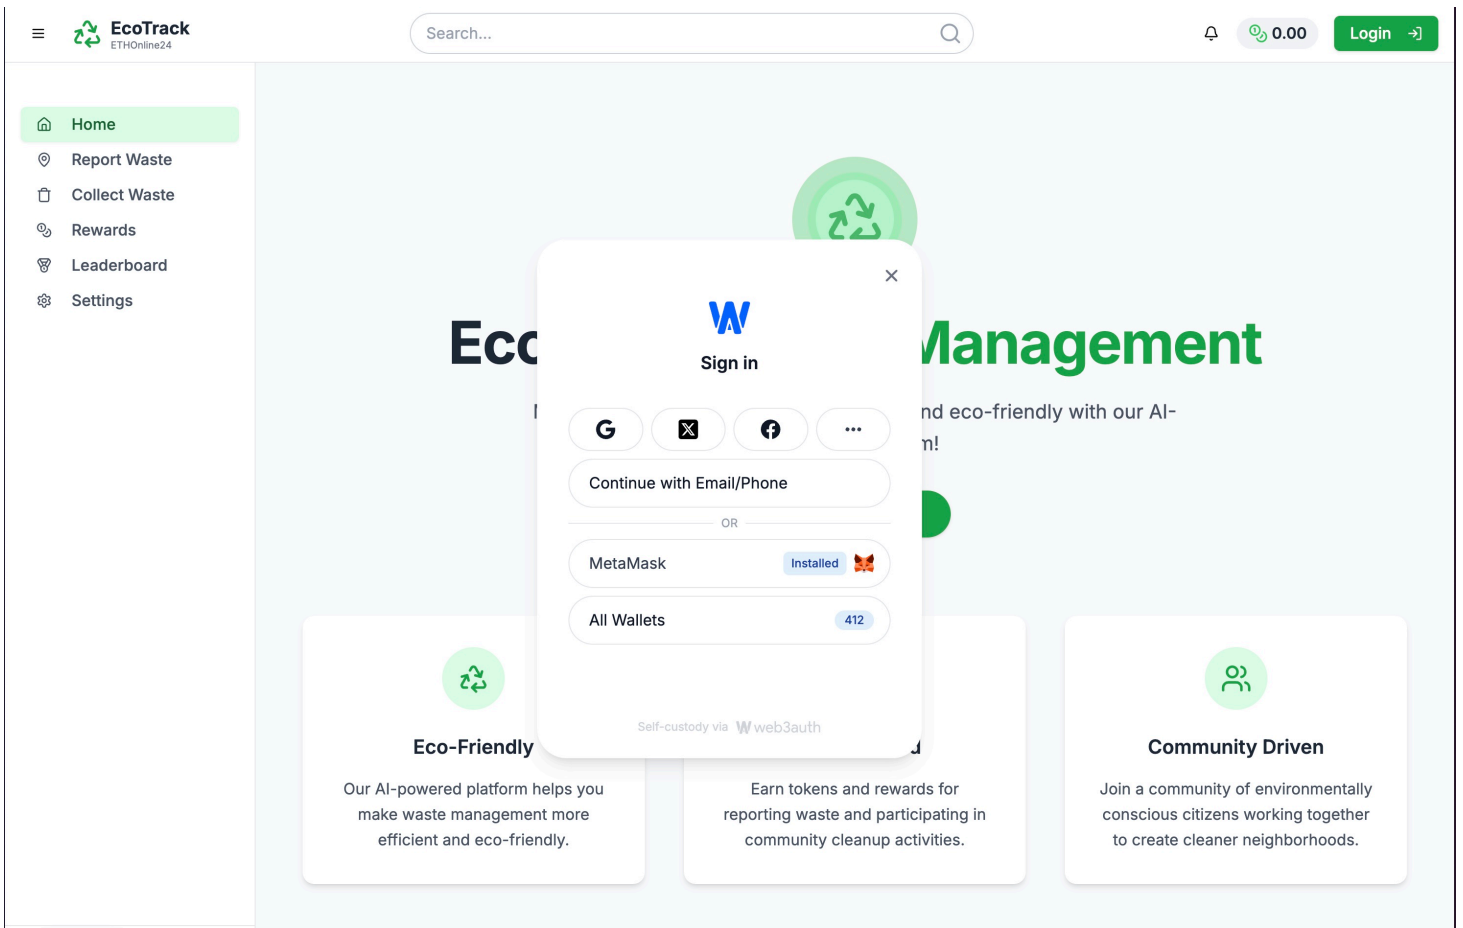 EcoTrack
ETHOnline24
Search...
0.00
Login
Home
Report Waste
Collect Waste
Rewards
Leaderboard
Settings
Management
nd eco-friendly with our AI-
Sign in
Continue with Email/Phone
OR
MetaMask Installed
All Wallets 412
Self-custody via web3auth
Eco-Friendly
Our AI-powered platform helps you
make waste management more
efficient and eco-friendly.
Earn tokens and rewards for
reporting waste and participating in
community cleanup activities.
Community Driven
Join a community of environmentally
conscious citizens working together
to create cleaner neighborhoods.